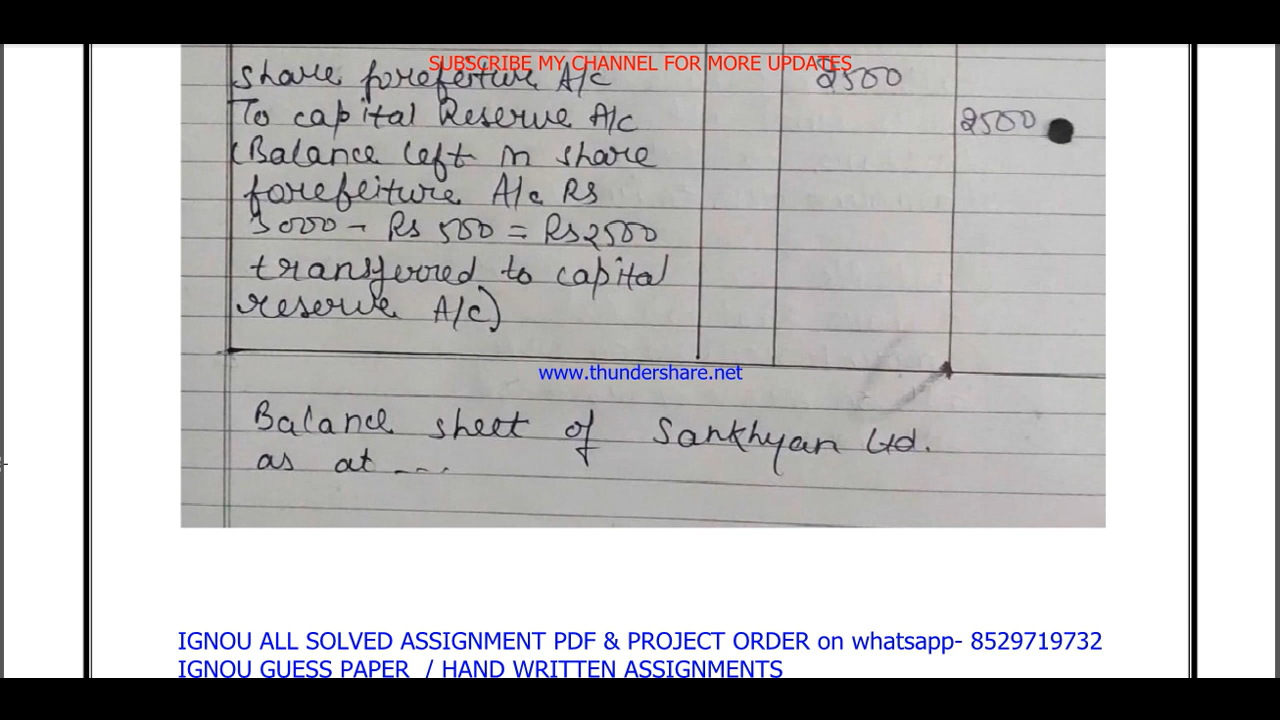 SUBSCRIBE MY CHANNEL FOR MORE UPDATES
share forefeiture A/c 2500
To capital Reserve A/c 2500
(Balance left in share
forefeiture A/c Rs
3000 - Rs 500 = Rs 2500
transferred to capital
reserve A/c)
www.thundershare.net
Balance sheet of Sankhyan Ltd.
as at ---
IGNOU ALL SOLVED ASSIGNMENT PDF & PROJECT ORDER on whatsapp- 8529719732
IGNOU GUESS PAPER / HAND WRITTEN ASSIGNMENTS